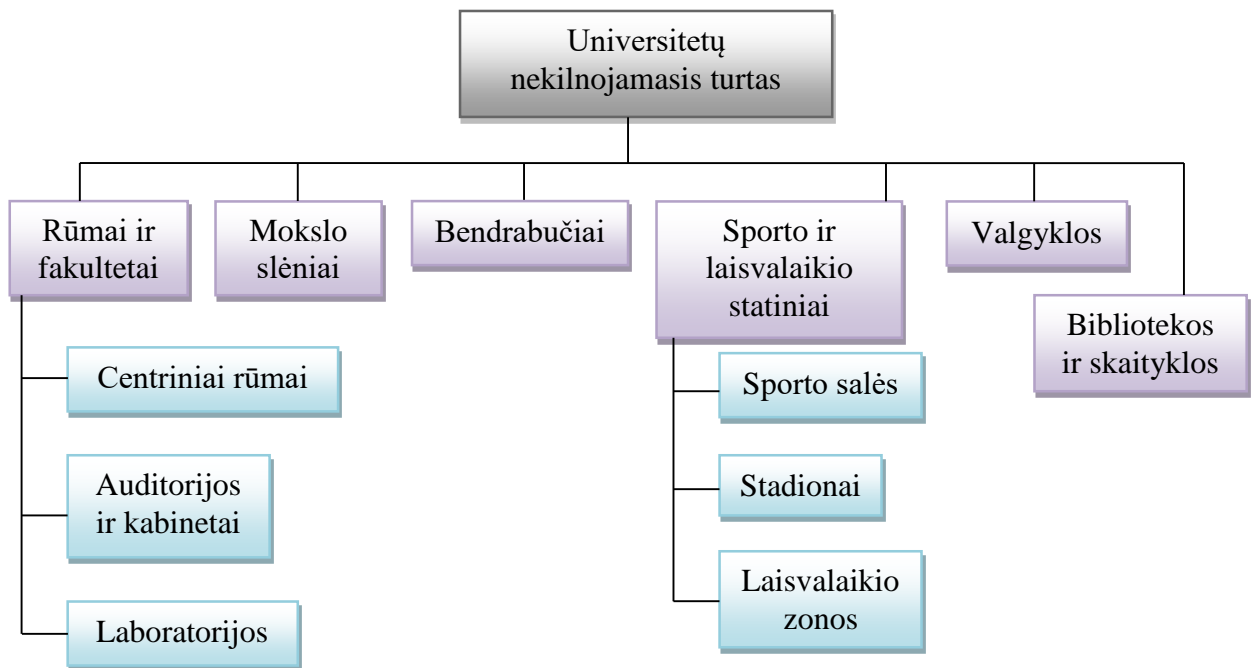 Universitetų
nekilnojamasis turtas
Rūmai ir
fakultetai
Mokslo
slėniai
Bendrabučiai
Sporto ir
laisvalaikio
statiniai
Valgyklos
Bibliotekos
ir skaityklos
Centriniai rūmai
Auditorijos
ir kabinetai
Laboratorijos
Sporto salės
Stadionai
Laisvalaikio
zonos